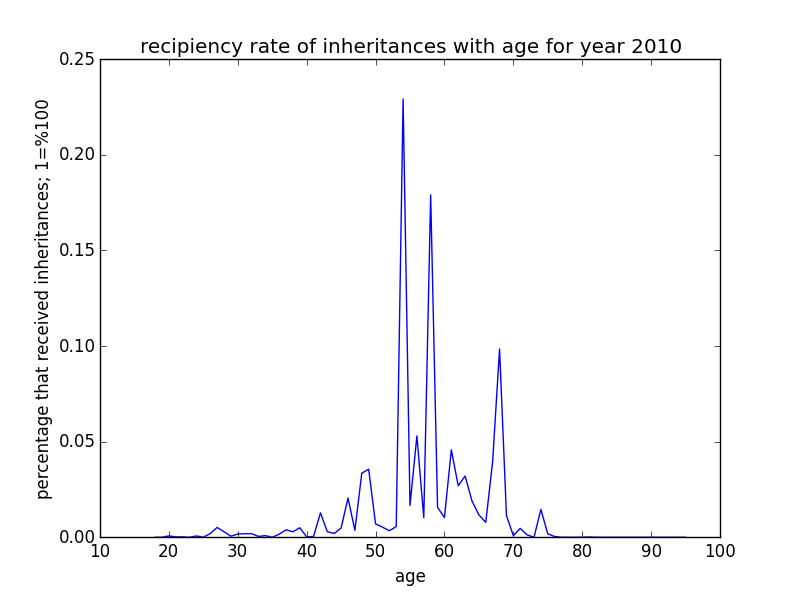 recipiency rate of inheritances with age for year 2010
percentage that received inheritances; 1=%100
0.25
0.20
0.15
0.10
0.05
0.00
10 20 30 40 50 60 70 80 90 100
age